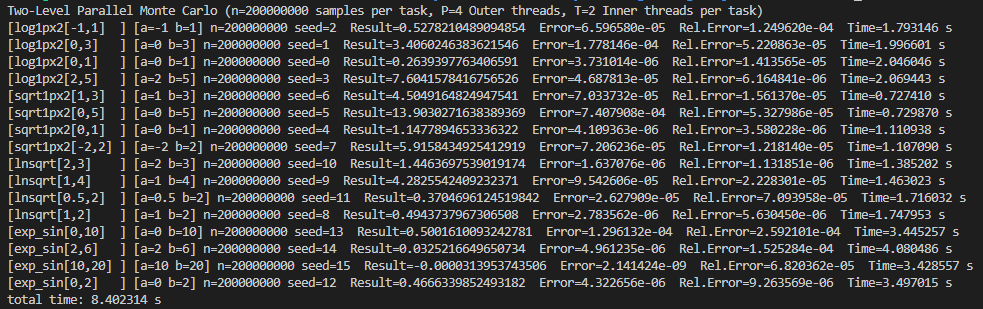 Two-Level Parallel Monte Carlo (n=200000000 samples per task, P=4 Outer threads, T=2 Inner threads per task)
[log1px2[-1,1]  ] [a=-1 b=1] n=200000000 seed=2  Result=0.5278210489094854  Error=6.596580e-05  Rel.Error=1.249620e-04  Time=1.793146 s
[log1px2[0,3]   ] [a=0 b=3] n=200000000 seed=1  Result=3.4060246383621546  Error=1.778146e-04  Rel.Error=5.220863e-05  Time=1.996601 s
[log1px2[0,1]   ] [a=0 b=1] n=200000000 seed=0  Result=0.2639397763406591  Error=3.731014e-06  Rel.Error=1.413565e-05  Time=2.046046 s
[log1px2[2,5]   ] [a=2 b=5] n=200000000 seed=3  Result=7.6041578416756526  Error=4.687813e-05  Rel.Error=6.164841e-06  Time=2.069443 s
[sqrt1px2[1,3]  ] [a=1 b=3] n=200000000 seed=6  Result=4.5049164824947541  Error=7.033732e-05  Rel.Error=1.561370e-05  Time=0.727410 s
[sqrt1px2[0,5]  ] [a=0 b=5] n=200000000 seed=5  Result=13.9030271638389369  Error=7.407908e-04  Rel.Error=5.327986e-05  Time=0.729870 s
[sqrt1px2[0,1]  ] [a=0 b=1] n=200000000 seed=4  Result=1.1477894653336322  Error=4.109363e-06  Rel.Error=3.580228e-06  Time=1.110938 s
[sqrt1px2[-2,2] ] [a=-2 b=2] n=200000000 seed=7  Result=5.9158434925412919  Error=7.206236e-05  Rel.Error=1.218140e-05  Time=1.107090 s
[lnsqrt[2,3]    ] [a=2 b=3] n=200000000 seed=10  Result=1.4463697539019174  Error=1.637076e-06  Rel.Error=1.131851e-06  Time=1.385202 s
[lnsqrt[1,4]    ] [a=1 b=4] n=200000000 seed=9  Result=4.2825542409232371  Error=9.542606e-05  Rel.Error=2.228301e-05  Time=1.463023 s
[lnsqrt[0.5,2]  ] [a=0.5 b=2] n=200000000 seed=11  Result=0.3704696124519842  Error=2.627909e-05  Rel.Error=7.093958e-05  Time=1.716032 s
[lnsqrt[1,2]    ] [a=1 b=2] n=200000000 seed=8  Result=0.4943737967306508  Error=2.783562e-06  Rel.Error=5.630450e-06  Time=1.747953 s
[exp_sin[0,10]  ] [a=0 b=10] n=200000000 seed=13  Result=0.5001610093242781  Error=1.296132e-04  Rel.Error=2.592101e-04  Time=3.445257 s
[exp_sin[2,6]   ] [a=2 b=6] n=200000000 seed=14  Result=0.0325216649650734  Error=4.961235e-06  Rel.Error=1.525284e-04  Time=4.080486 s
[exp_sin[10,20] ] [a=10 b=20] n=200000000 seed=15  Result=-0.0000313953743506  Error=2.141424e-09  Rel.Error=6.820362e-05  Time=3.428557 s
[exp_sin[0,2]   ] [a=0 b=2] n=200000000 seed=12  Result=0.4666339852493182  Error=4.322656e-06  Rel.Error=9.263569e-06  Time=3.497015 s
total time: 8.402314 s